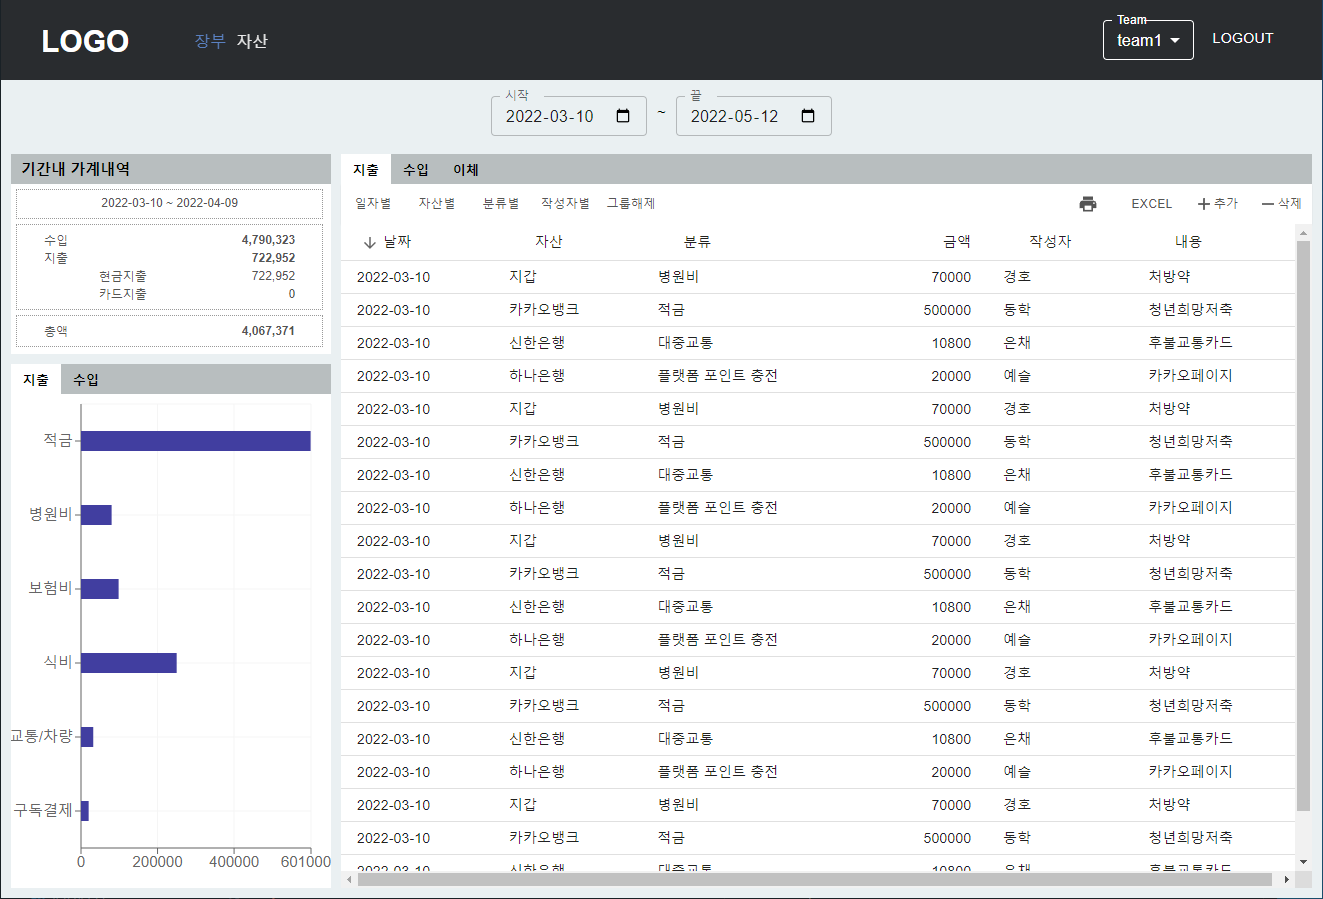 LOGO 장부 자산 Team team1 LOGOUT
시작 2022-03-10 ~ 끝 2022-05-12
기간내 가계내역
2022-03-10 ~ 2022-04-09
수입 4,790,323
지출 722,952
현금지출 722,952
카드지출 0
총액 4,067,371
지출 수입
적금
병원비
보험비
식비
교통/차량
구독결제
0 200000 400000 601000
지출 수입 이체
일자별 자산별 분류별 작성자별 그룹해제 EXCEL 추가 삭제
날짜 자산 분류 금액 작성자 내용
2022-03-10 지갑 병원비 70000 경호 처방약
2022-03-10 카카오뱅크 적금 500000 동학 청년희망저축
2022-03-10 신한은행 대중교통 10800 은채 후불교통카드
2022-03-10 하나은행 플랫폼 포인트 충전 20000 예슬 카카오페이지
2022-03-10 지갑 병원비 70000 경호 처방약
2022-03-10 카카오뱅크 적금 500000 동학 청년희망저축
2022-03-10 신한은행 대중교통 10800 은채 후불교통카드
2022-03-10 하나은행 플랫폼 포인트 충전 20000 예슬 카카오페이지
2022-03-10 지갑 병원비 70000 경호 처방약
2022-03-10 카카오뱅크 적금 500000 동학 청년희망저축
2022-03-10 신한은행 대중교통 10800 은채 후불교통카드
2022-03-10 하나은행 플랫폼 포인트 충전 20000 예슬 카카오페이지
2022-03-10 지갑 병원비 70000 경호 처방약
2022-03-10 카카오뱅크 적금 500000 동학 청년희망저축
2022-03-10 신한은행 대중교통 10800 은채 후불교통카드
2022-03-10 하나은행 플랫폼 포인트 충전 20000 예슬 카카오페이지
2022-03-10 지갑 병원비 70000 경호 처방약
2022-03-10 카카오뱅크 적금 500000 동학 청년희망저축
2022-03-10 신한은행 대중교통 10800 은채 후불교통카드